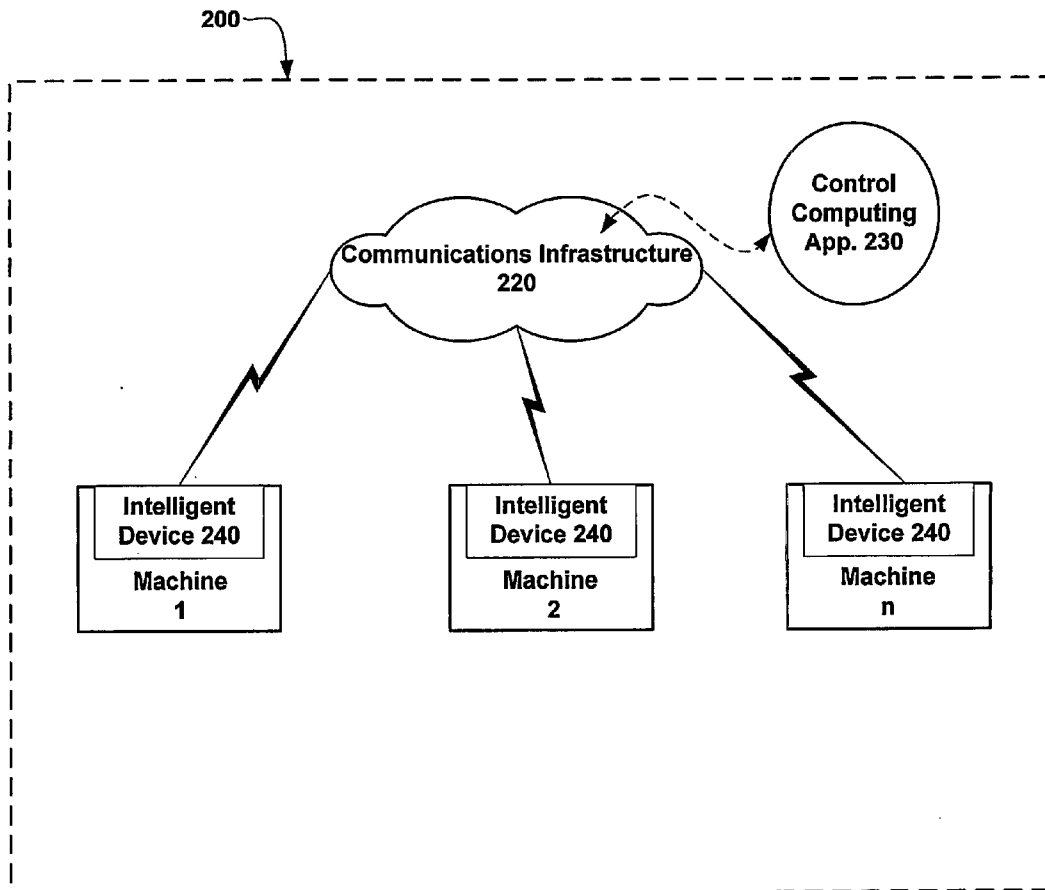 200
Control
Computing
App. 230
Communications Infrastructure
220
Intelligent
Device 240
Machine
1
Intelligent
Device 240
Machine
2
Intelligent
Device 240
Machine
n